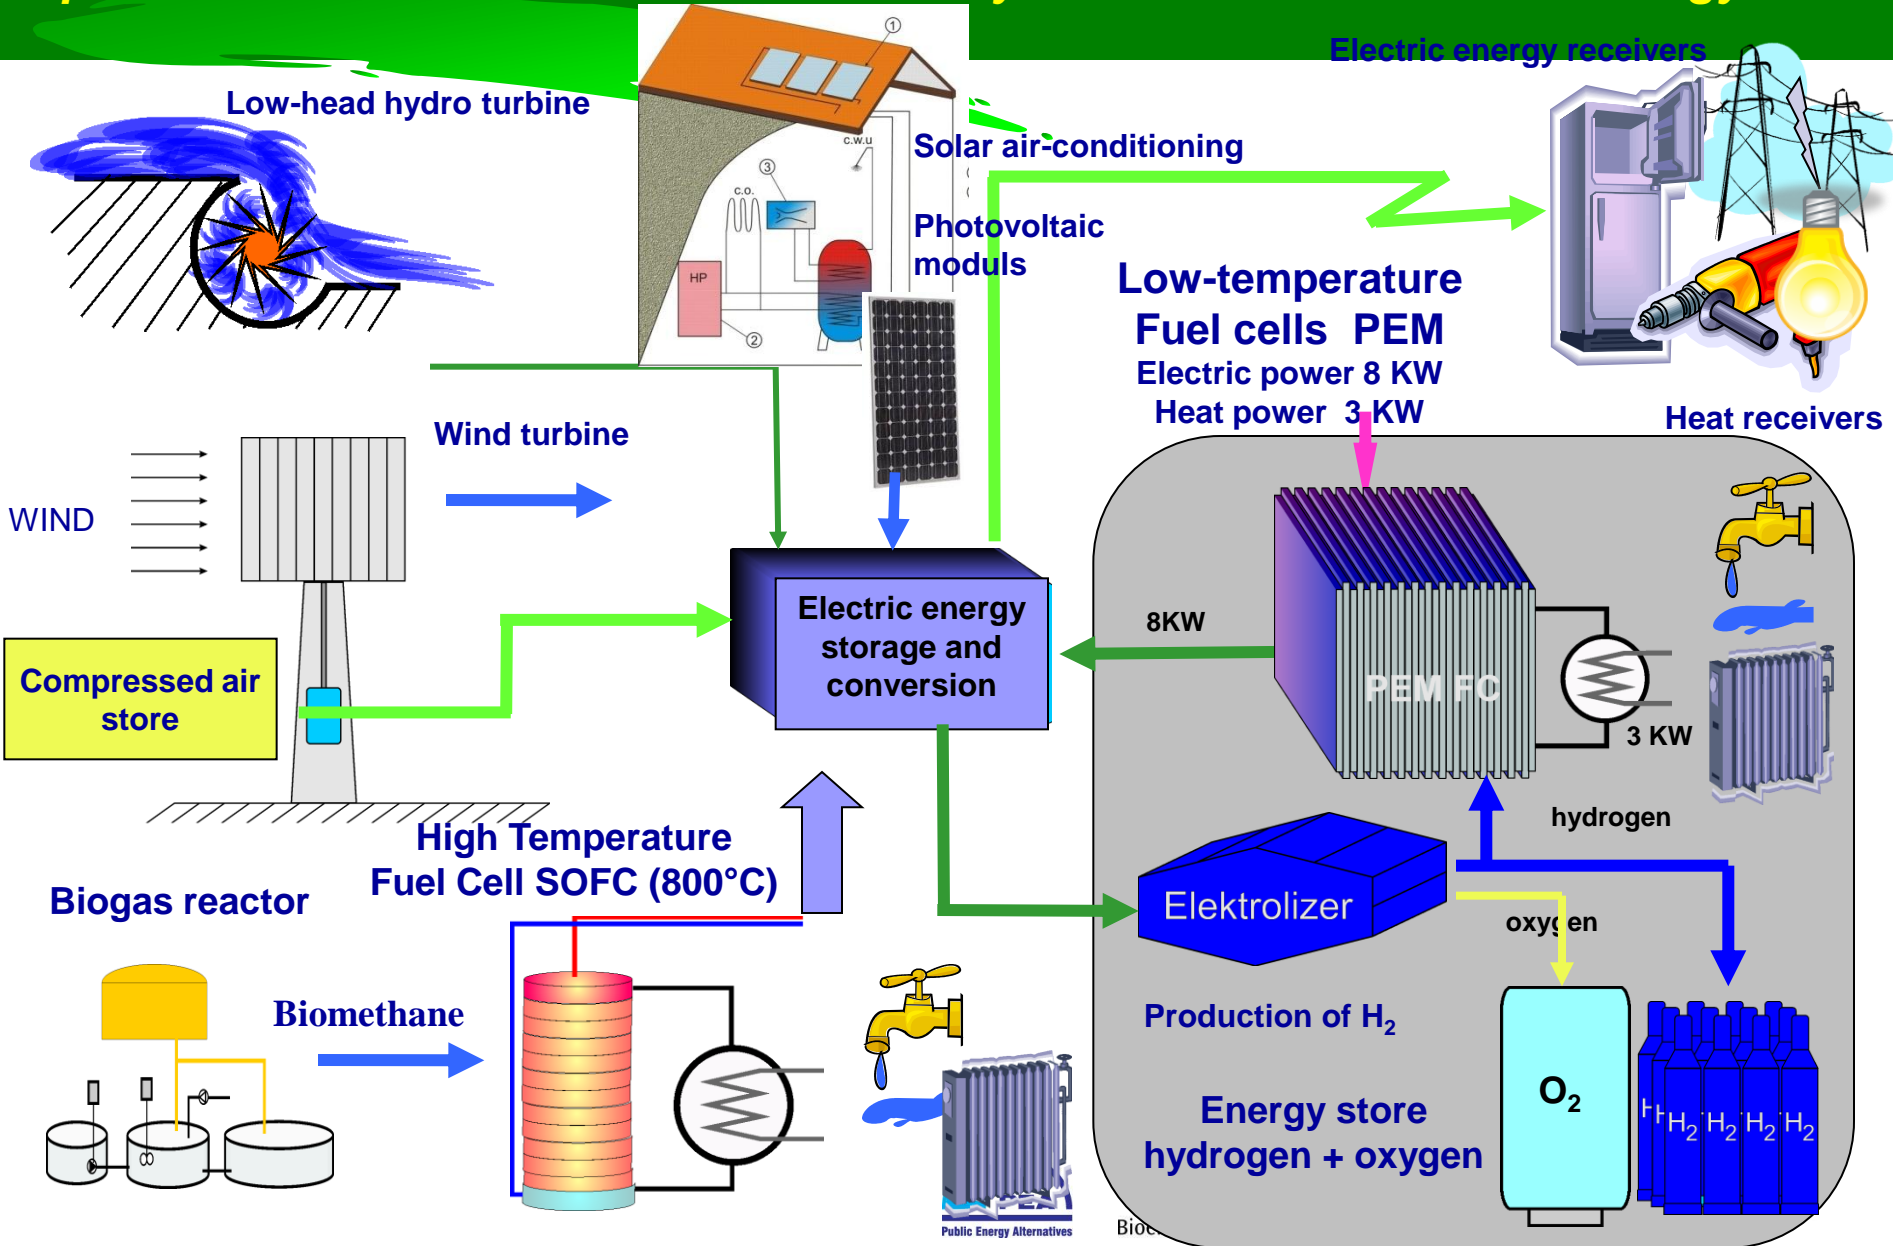 Electric energy receivers
Low-head hydro turbine
1
c.w.u
Solar air-conditioning
3
c.o.
Photovoltaic
moduls
HP
2
Low-temperature
Fuel cells PEM
Electric power 8 KW
Heat power 3 KW
Heat receivers
Wind turbine
WIND
Electric energy
storage and
conversion
8KW
Compressed air
store
PEM FC
3 KW
hydrogen
High Temperature
Fuel Cell SOFC (800°C)
Biogas reactor
Elektrolizer
oxygen
Biomethane
Production of H2
O2
Energy store
hydrogen + oxygen
H2 H2 H2 H2
Public Energy Alternatives